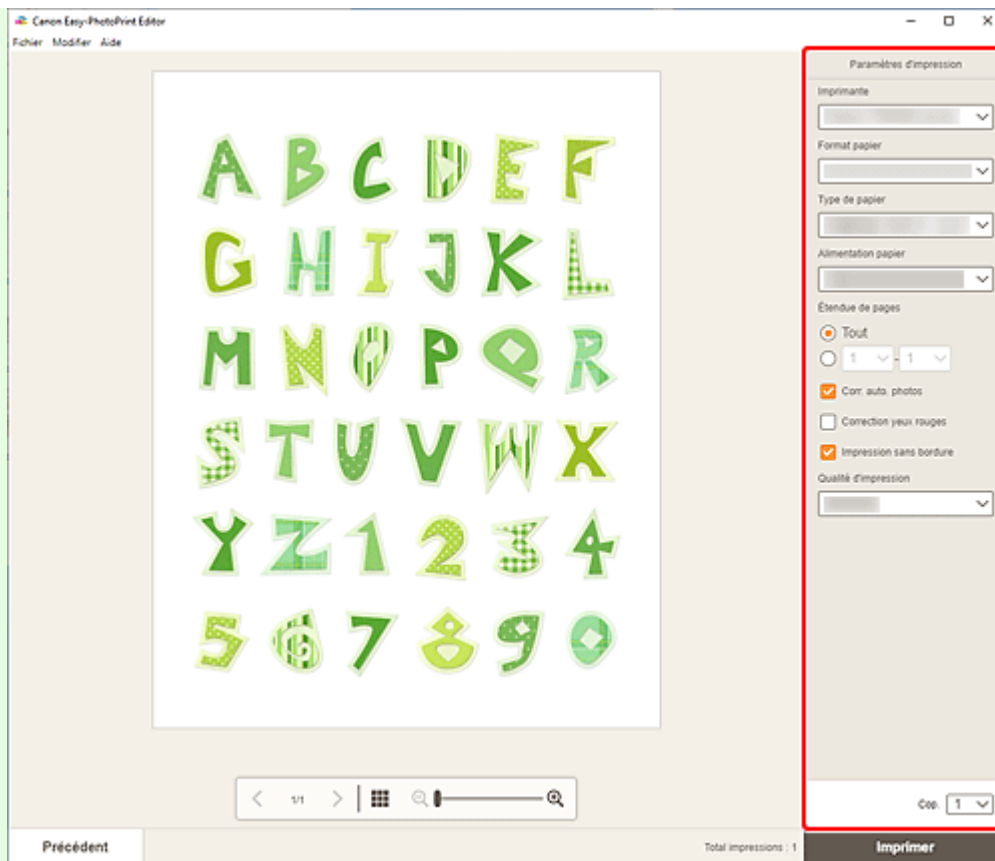 Canon Easy-PhotoPrint Editor
Fichier Modifier Aide
A B C D E F
G H I J K L
M N O P Q R
S T U V W X
Y Z 1 2 3 4
5 6 7 8 9 0
1/1
Précédent
Total impressions : 1
Paramètres d'impression
Imprimante
Format papier
Type de papier
Alimentation papier
Étendue de pages
Tout
1 - 1
Corr. auto. photos
Correction yeux rouges
Impression sans bordure
Qualité d'impression
Cop. 1
Imprimer